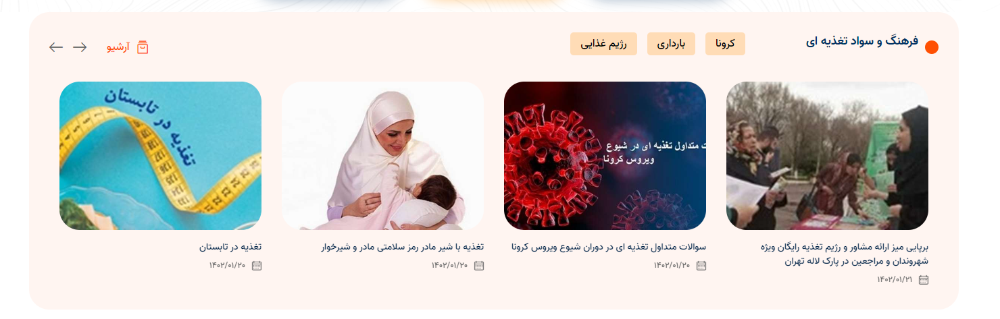 فرهنگ و سواد تغذیه ای
کرونا
بارداری
رژیم غذایی
آرشیو
ت متداول تغذیه ای در شیوع
ویروس کرونا
تغذیه در تابستان
برپایی میز ارائه مشاور و رژیم تغذیه رایگان ویژه
شهروندان و مراجعین در پارک لاله تهران
۱۴۰۲/۰۱/۲۱
سوالات متداول تغذیه ای در دوران شیوع ویروس کرونا
۱۴۰۲/۰۱/۲۰
تغذیه با شیر مادر رمز سلامتی مادر و شیرخوار
۱۴۰۲/۰۱/۲۰
تغذیه در تابستان
۱۴۰۲/۰۱/۲۰